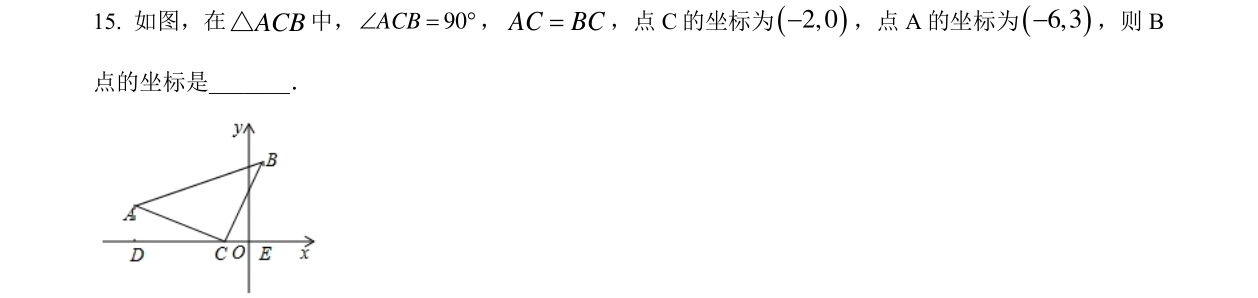 15. 如图，在△ACB中，∠ACB=90°，AC=BC，点C的坐标为(−2,0)，点A的坐标为(−6,3)，则B
点的坐标是_______．
y
B
A
D C O E x